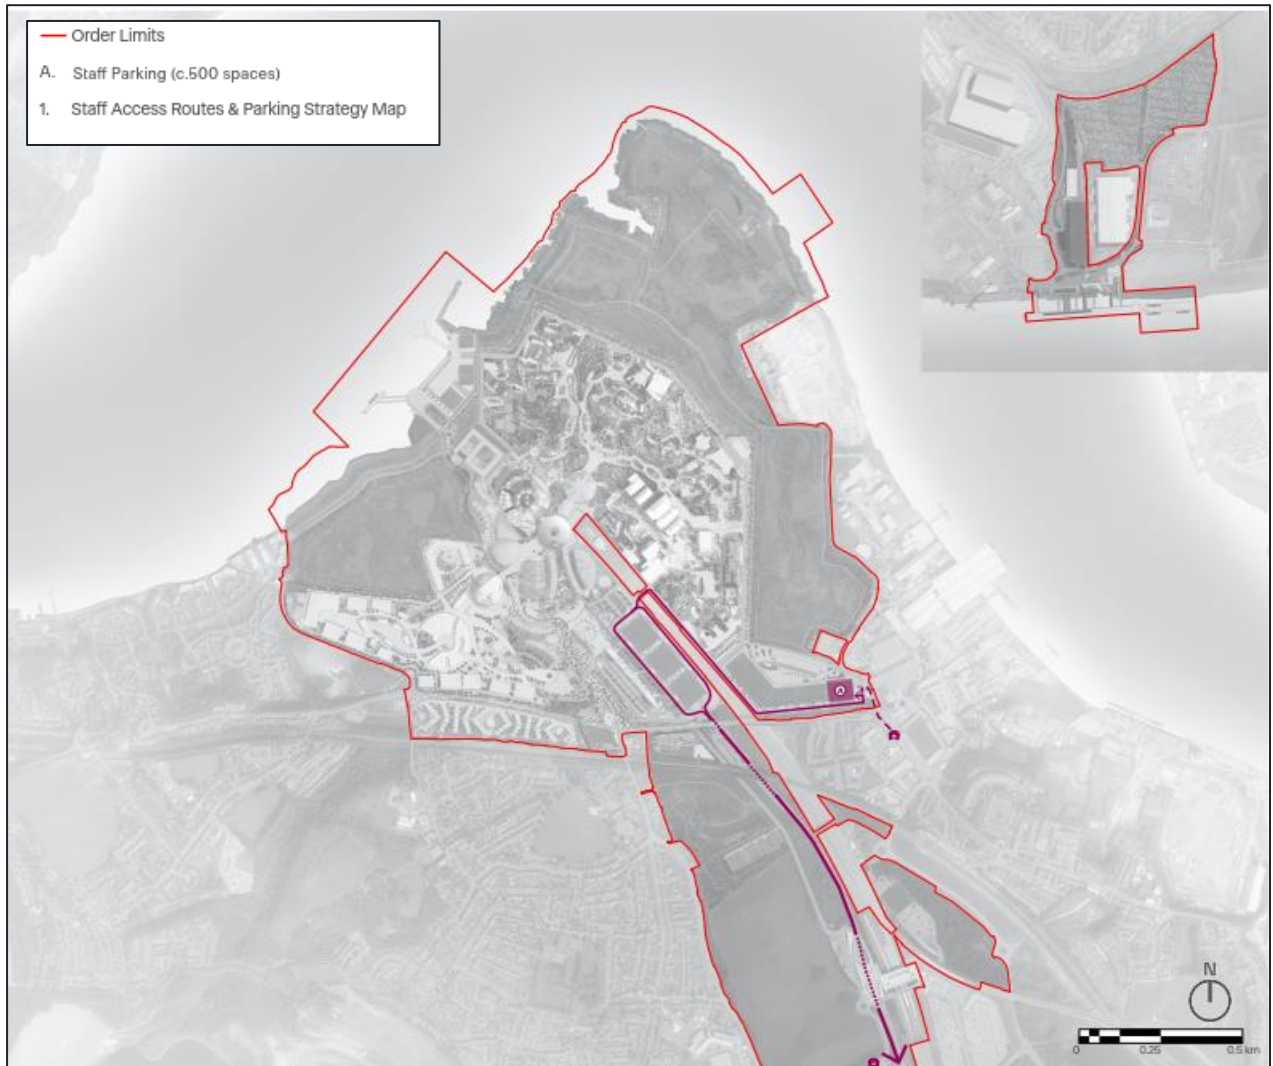 Order Limits
A. Staff Parking (c.500 spaces)
1. Staff Access Routes & Parking Strategy Map
A
N
0 0.25 0.5 km